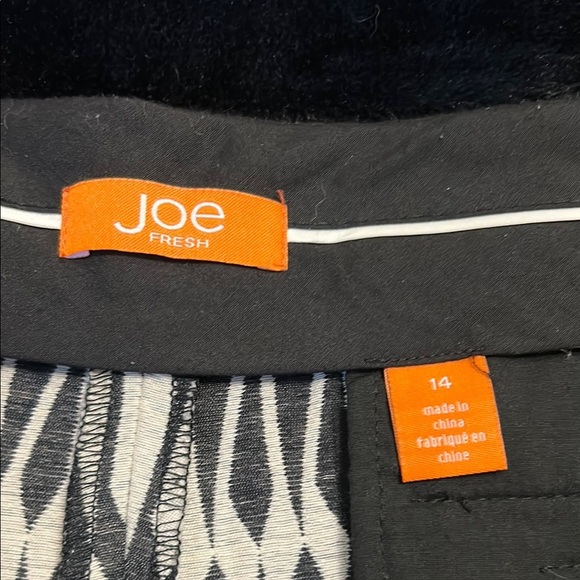 Joe
FRESH
14
made in
china
fabriqué en
chine